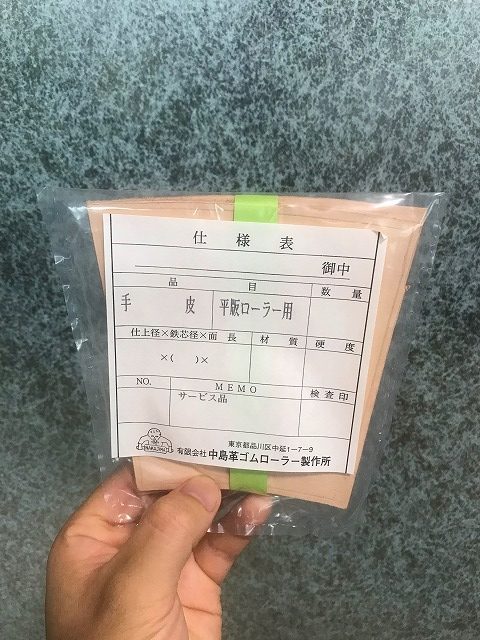 仕様表
御中
品目 数量
手皮 平版ローラー用
仕上径×鉄芯径×面長 材質 硬度
×( )×
NO. MEMO 検査印
サービス品
東京都品川区中延1-7-9
有限会社 中島革ゴムローラー製作所